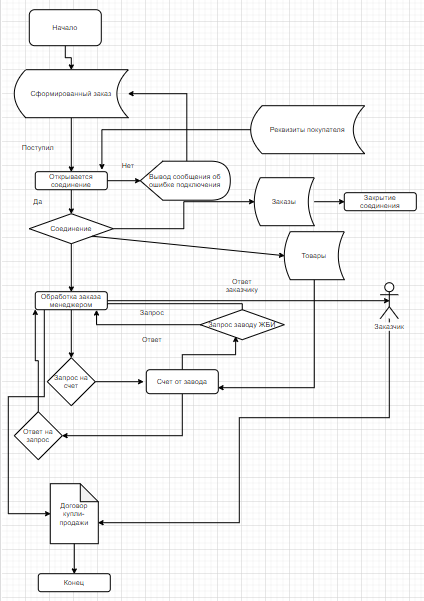 Начало
Сформированный заказ
Реквизиты покупателя
Поступил
Нет
Открывается
соединение
Вывод сообщения об
ошибке подключения
Да
Заказы
Закрытие
соединения
Соединение
Товары
Ответ
заказчику
Обработка заказа
менеджером
Запрос
Запрос заводу ЖБИ
Заказчик
Ответ
Запрос на
счет
Счет от завода
Ответ на
запрос
Договор
купли-
продажи
Конец